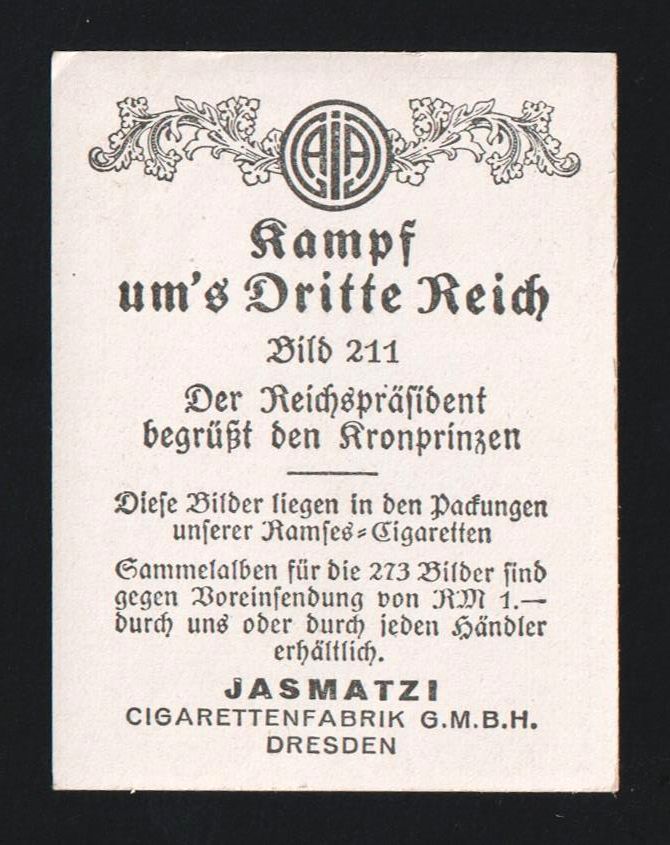 Kampf
um's Dritte Reich
Bild 211
Der Reichspräsident
begrüßt den Kronprinzen
Diese Bilder liegen in den Packungen
unserer Ramses-Cigaretten
Sammelalben für die 273 Bilder sind
gegen Voreinsendung von RM 1.—
durch uns oder durch jeden Händler
erhältlich.
JASMATZI
CIGARETTENFABRIK G.M.B.H.
DRESDEN